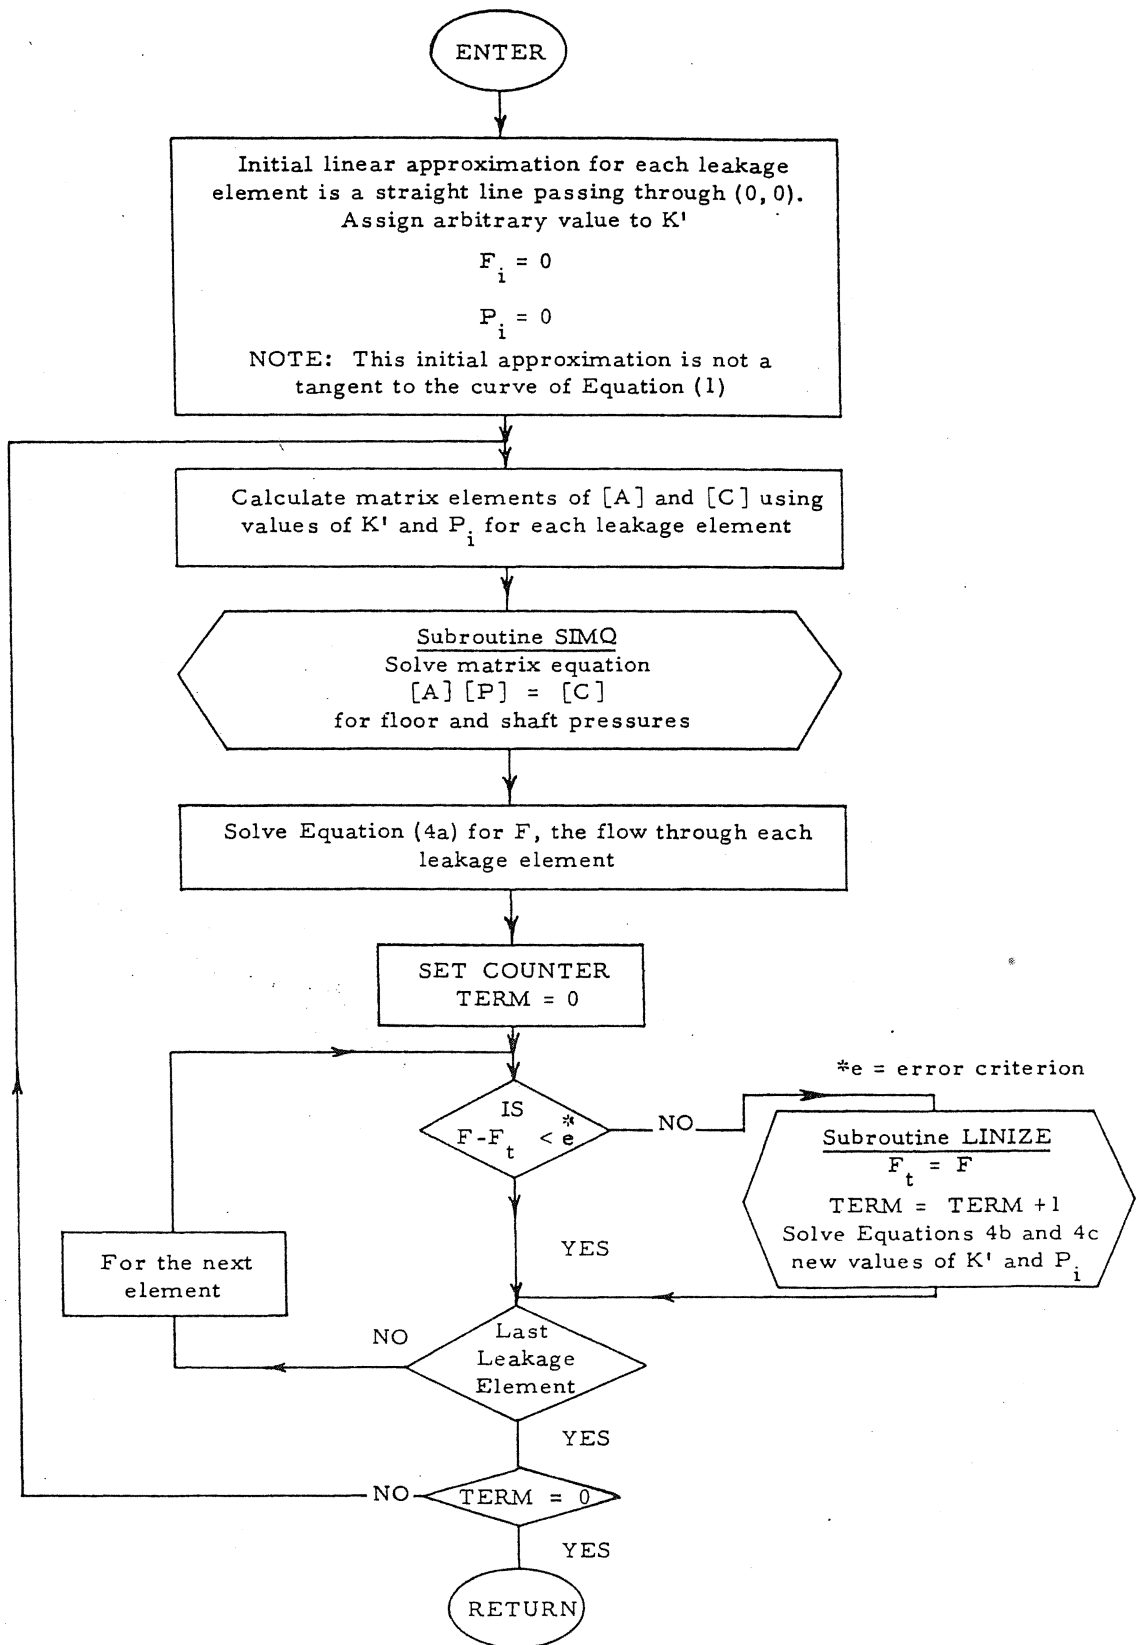 ENTER
Initial linear approximation for each leakage
element is a straight line passing through (0, 0).
Assign arbitrary value to K'
F_i = 0
P_i = 0
NOTE: This initial approximation is not a
tangent to the curve of Equation (1)
Calculate matrix elements of [A] and [C] using
values of K' and P_i for each leakage element
Subroutine SIMQ
Solve matrix equation
[A] [P] = [C]
for floor and shaft pressures
Solve Equation (4a) for F, the flow through each
leakage element
SET COUNTER
TERM = 0
*e = error criterion
IS
F-F_t < e*
NO
Subroutine LINIZE
F_t = F
TERM = TERM +1
Solve Equations 4b and 4c
new values of K' and P_i
YES
For the next
element
NO
Last
Leakage
Element
YES
NO
TERM = 0
YES
RETURN